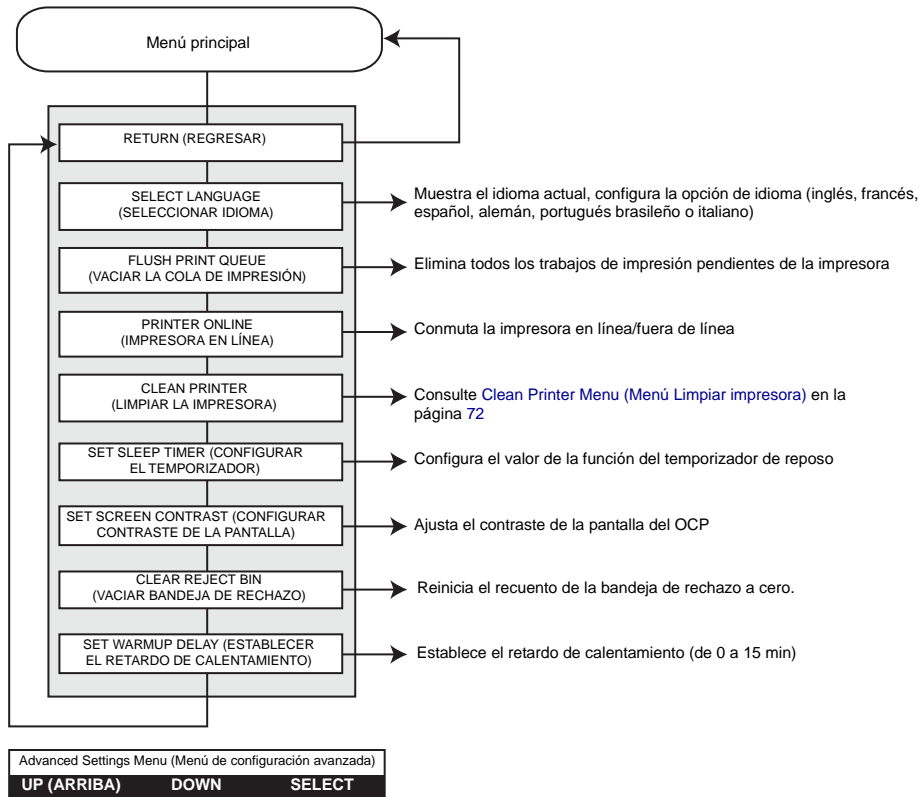 Menú principal
RETURN (REGRESAR)
SELECT LANGUAGE
(SELECCIONAR IDIOMA)
Muestra el idioma actual, configura la opción de idioma (inglés, francés,
español, alemán, portugués brasileño o italiano)
FLUSH PRINT QUEUE
(VACIAR LA COLA DE IMPRESIÓN)
Elimina todos los trabajos de impresión pendientes de la impresora
PRINTER ONLINE
(IMPRESORA EN LÍNEA)
Conmuta la impresora en línea/fuera de línea
CLEAN PRINTER
(LIMPIAR LA IMPRESORA)
Consulte Clean Printer Menu (Menú Limpiar impresora) en la
página 72
SET SLEEP TIMER (CONFIGURAR
EL TEMPORIZADOR)
Configura el valor de la función del temporizador de reposo
SET SCREEN CONTRAST (CONFIGURAR
CONTRASTE DE LA PANTALLA)
Ajusta el contraste de la pantalla del OCP
CLEAR REJECT BIN
(VACIAR BANDEJA DE RECHAZO)
Reinicia el recuento de la bandeja de rechazo a cero.
SET WARMUP DELAY (ESTABLECER
EL RETARDO DE CALENTAMIENTO)
Establece el retardo de calentamiento (de 0 a 15 min)
Advanced Settings Menu (Menú de configuración avanzada)
UP (ARRIBA) DOWN SELECT